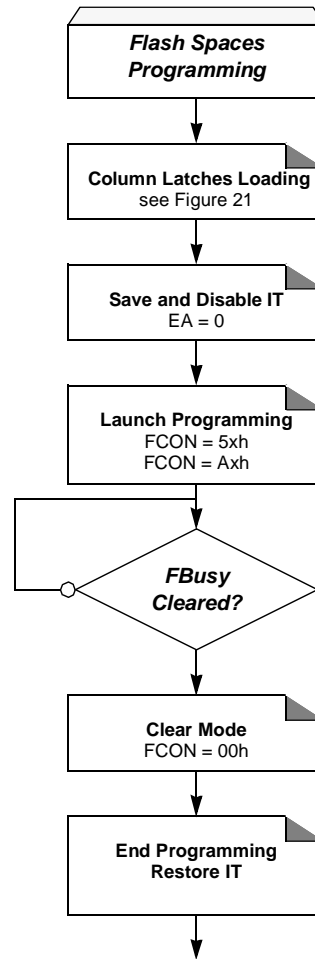 Flash Spaces
Programming
Column Latches Loading
see Figure 21
Save and Disable IT
EA = 0
Launch Programming
FCON = 5xh
FCON = Axh
FBusy
Cleared?
Clear Mode
FCON = 00h
End Programming
Restore IT